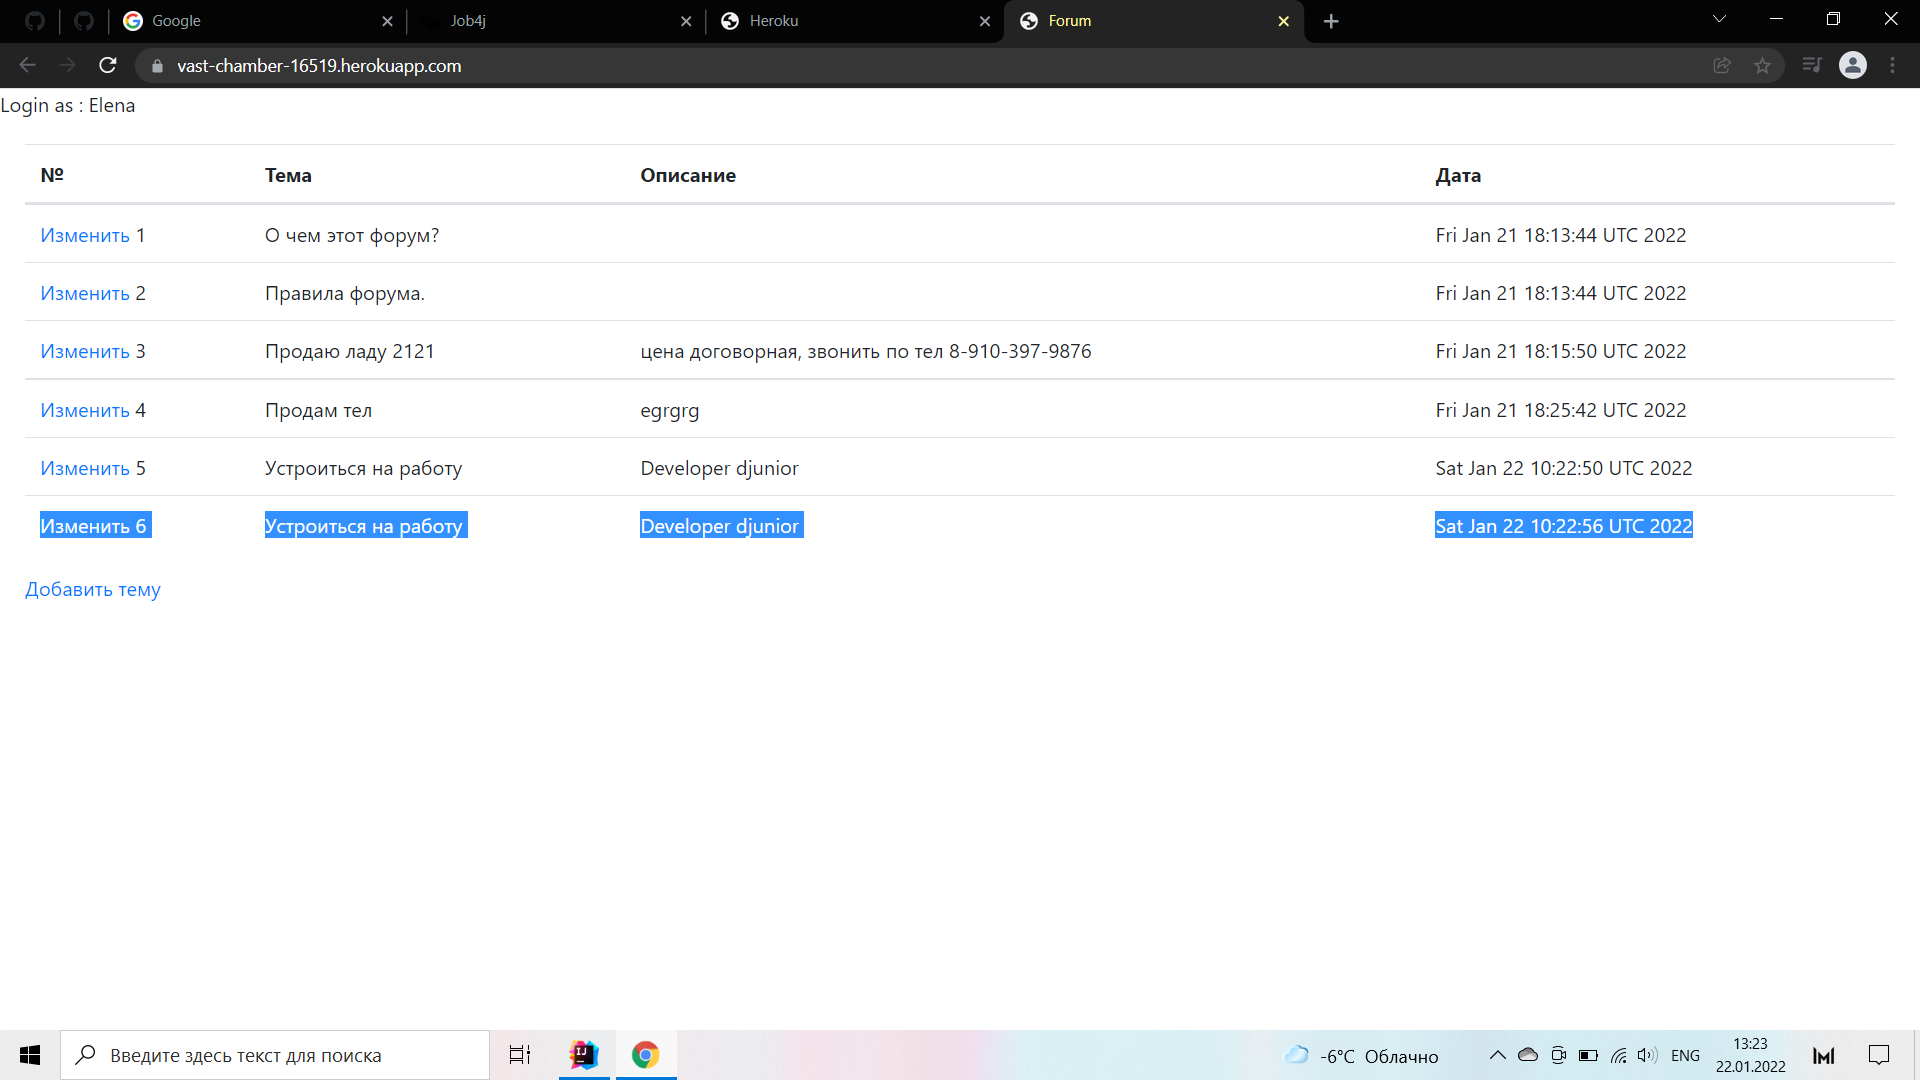 Google Job4j Heroku Forum
vast-chamber-16519.herokuapp.com
Login as : Elena
№ Тема Описание Дата
Изменить 1 О чем этот форум? Fri Jan 21 18:13:44 UTC 2022
Изменить 2 Правила форума. Fri Jan 21 18:13:44 UTC 2022
Изменить 3 Продаю ладу 2121 цена договорная, звонить по тел 8-910-397-9876 Fri Jan 21 18:15:50 UTC 2022
Изменить 4 Продам тел egrgrg Fri Jan 21 18:25:42 UTC 2022
Изменить 5 Устроиться на работу Developer djunior Sat Jan 22 10:22:50 UTC 2022
Изменить 6 Устроиться на работу Developer djunior Sat Jan 22 10:22:56 UTC 2022
Добавить тему
Введите здесь текст для поиска
-6°C Облачно
ENG
13:23
22.01.2022